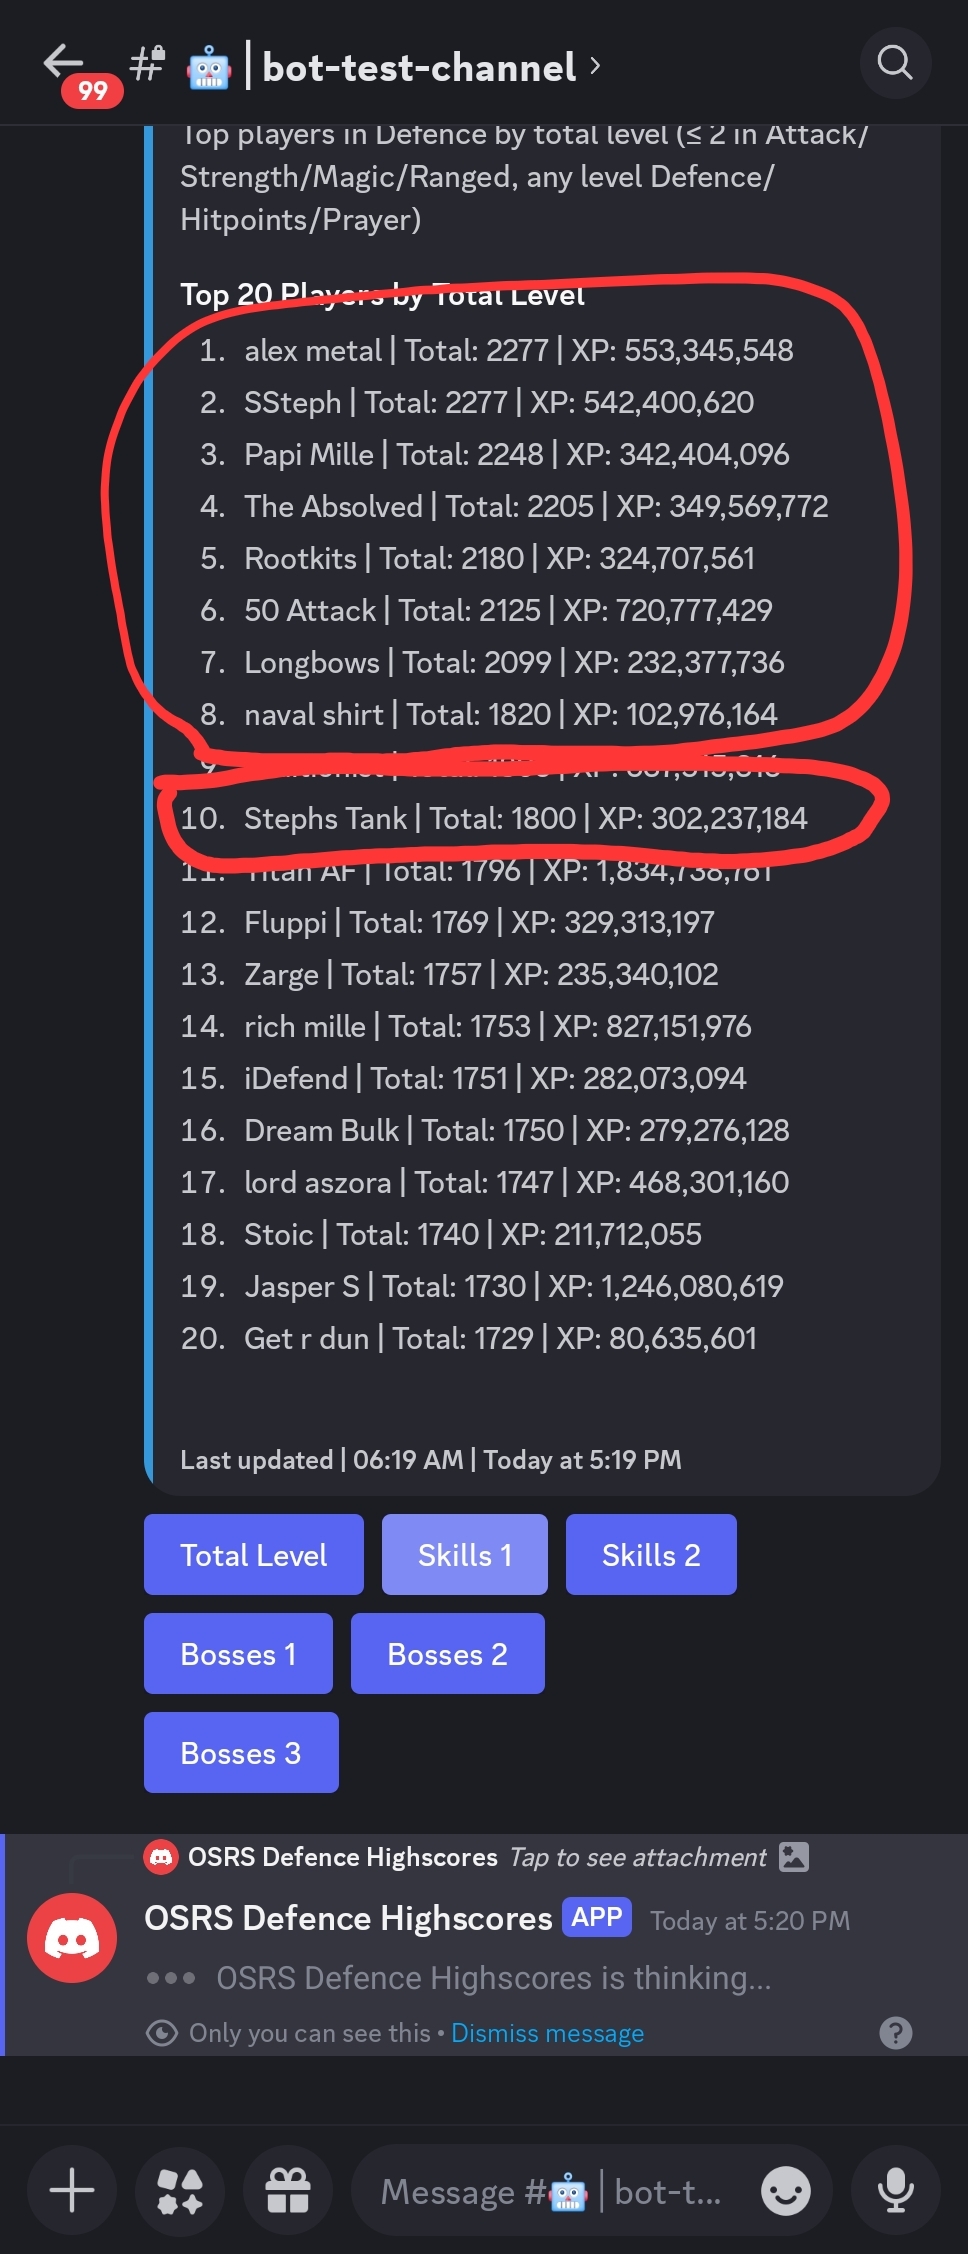 99
# 🤖 | bot-test-channel ›
Top players in Defence by total level (≤ 2 in Attack/
Strength/Magic/Ranged, any level Defence/
Hitpoints/Prayer)
Top 20 Players by Total Level
1. alex metal | Total: 2277 | XP: 553,345,548
2. SSteph | Total: 2277 | XP: 542,400,620
3. Papi Mille | Total: 2248 | XP: 342,404,096
4. The Absolved | Total: 2205 | XP: 349,569,772
5. Rootkits | Total: 2180 | XP: 324,707,561
6. 50 Attack | Total: 2125 | XP: 720,777,429
7. Longbows | Total: 2099 | XP: 232,377,736
8. naval shirt | Total: 1820 | XP: 102,976,164
9. | Total: | XP:
10. Stephs Tank | Total: 1800 | XP: 302,237,184
11. Titan AF | Total: 1796 | XP: 1,834,738,761
12. Fluppi | Total: 1769 | XP: 329,313,197
13. Zarge | Total: 1757 | XP: 235,340,102
14. rich mille | Total: 1753 | XP: 827,151,976
15. iDefend | Total: 1751 | XP: 282,073,094
16. Dream Bulk | Total: 1750 | XP: 279,276,128
17. lord aszora | Total: 1747 | XP: 468,301,160
18. Stoic | Total: 1740 | XP: 211,712,055
19. Jasper S | Total: 1730 | XP: 1,246,080,619
20. Get r dun | Total: 1729 | XP: 80,635,601
Last updated | 06:19 AM | Today at 5:19 PM
Total Level Skills 1 Skills 2
Bosses 1 Bosses 2
Bosses 3
OSRS Defence Highscores Tap to see attachment
OSRS Defence Highscores APP Today at 5:20 PM
OSRS Defence Highscores is thinking...
Only you can see this • Dismiss message ?
Message #🤖 | bot-t...